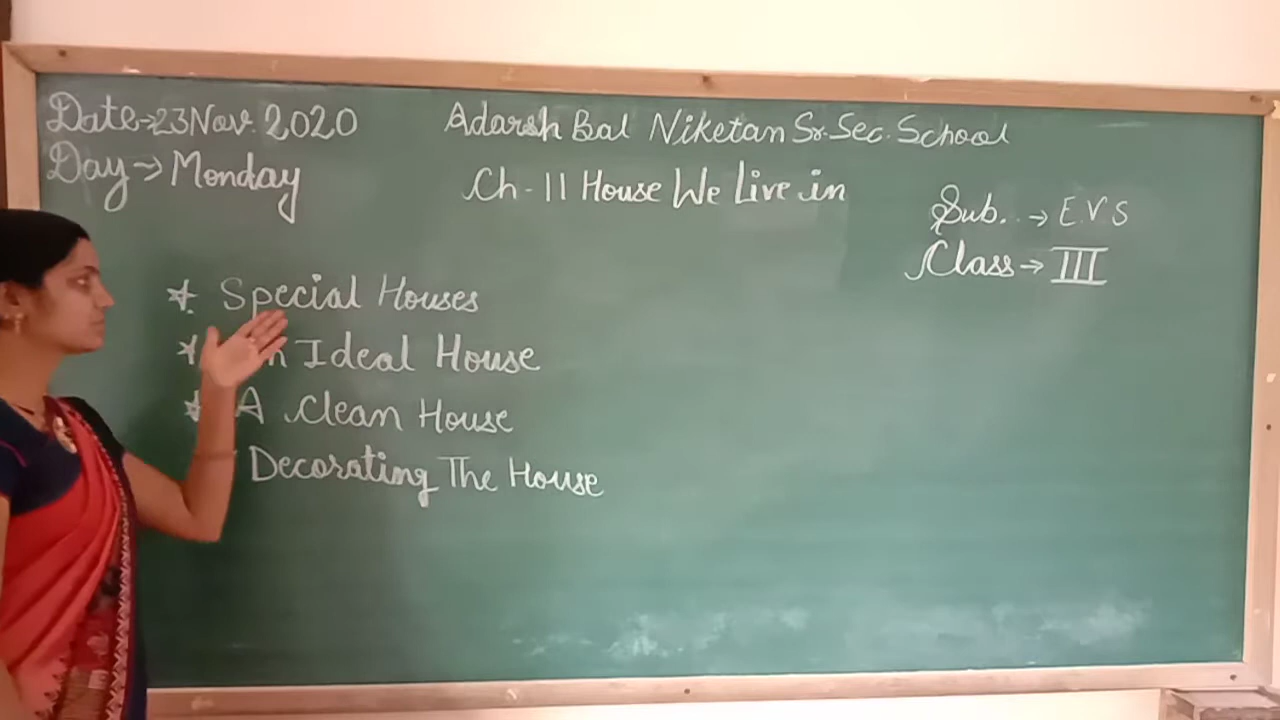 Date→23Nov. 2020
Day→Monday
Adarsh Bal Niketan Sr. Sec. School
Ch-11 House We Live in
Sub. → E.V S
Class→ III
* Special Houses
* Ideal House
* A Clean House
Decorating The House